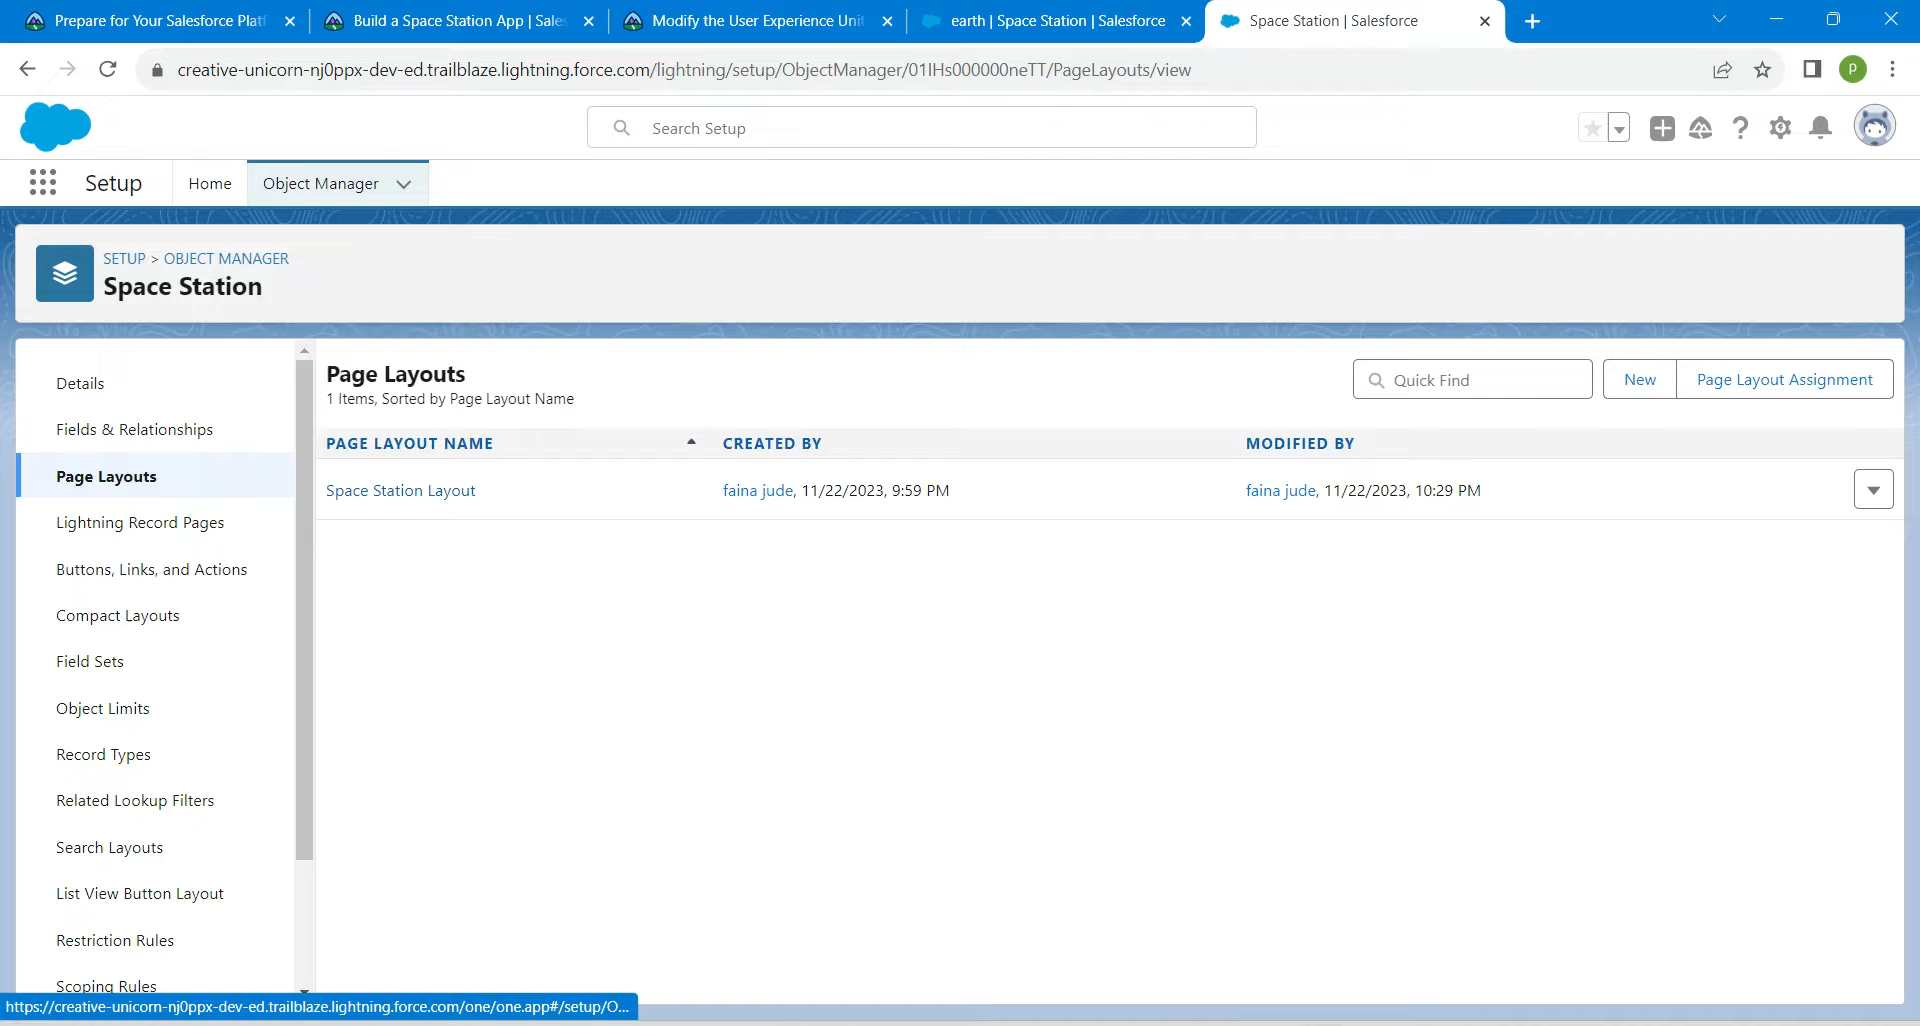 Prepare for Your Salesforce Platf
Build a Space Station App | Sales
Modify the User Experience Unit
earth | Space Station | Salesforce
Space Station | Salesforce
creative-unicorn-nj0ppx-dev-ed.trailblaze.lightning.force.com/lightning/setup/ObjectManager/01IHs000000neTT/PageLayouts/view
P
Search Setup
Setup
Home
Object Manager
SETUP > OBJECT MANAGER
Space Station
Details
Fields & Relationships
Page Layouts
Lightning Record Pages
Buttons, Links, and Actions
Compact Layouts
Field Sets
Object Limits
Record Types
Related Lookup Filters
Search Layouts
List View Button Layout
Restriction Rules
Scoping Rules
Page Layouts
1 Items, Sorted by Page Layout Name
Quick Find
New
Page Layout Assignment
PAGE LAYOUT NAME CREATED BY MODIFIED BY
Space Station Layout faina jude, 11/22/2023, 9:59 PM faina jude, 11/22/2023, 10:29 PM
https://creative-unicorn-nj0ppx-dev-ed.trailblaze.lightning.force.com/one/one.app#/setup/O...